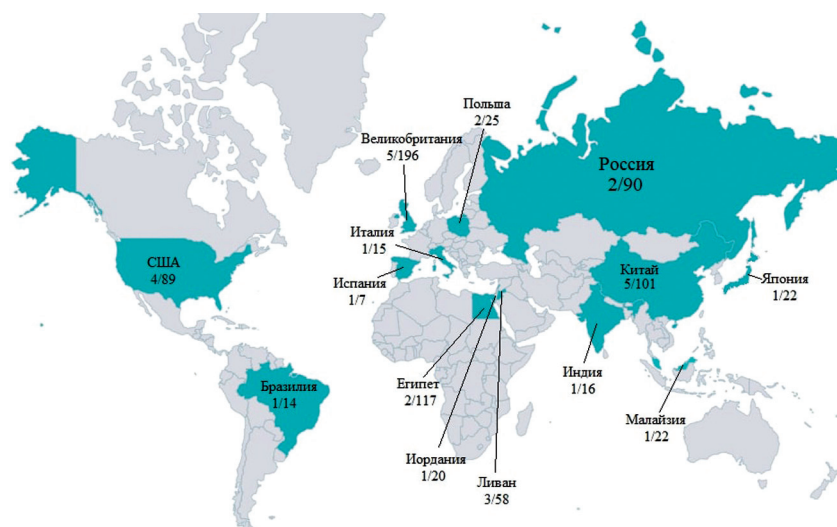 Польша
2/25
Великобритания
5/196
Россия
2/90
Италия
1/15
США
4/89
Испания
1/7
Китай
5/101
Япония
1/22
Египет
2/117
Индия
1/16
Бразилия
1/14
Малайзия
1/22
Иордания
1/20
Ливан
3/58